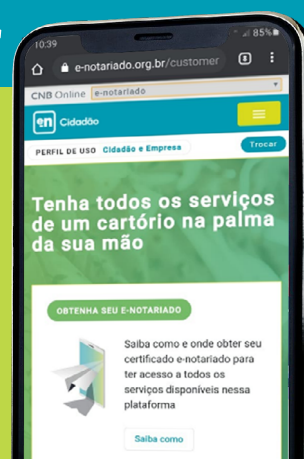 10:39
85%
e-notariado.org.br/customer
CNB Online e-notariado
en Cidadão
PERFIL DE USO Cidadão e Empresa Trocar
Tenha todos os serviços
de um cartório na palma
da sua mão
OBTENHA SEU E-NOTARIADO
Saiba como e onde obter seu
certificado e-notariado para
ter acesso a todos os
serviços disponíveis nessa
plataforma
Saiba como